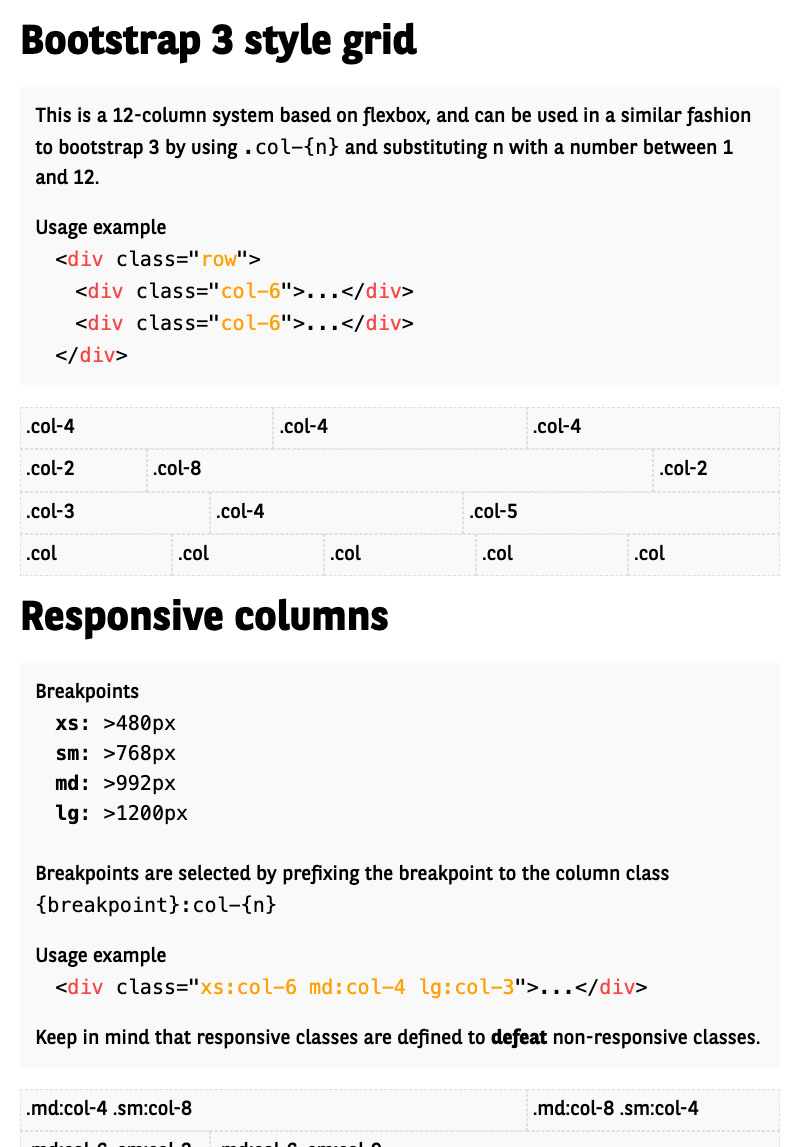 Bootstrap 3 style grid
This is a 12-column system based on flexbox, and can be used in a similar fashion
to bootstrap 3 by using .col-{n} and substituting n with a number between 1
and 12.
Usage example
<div class="row">
<div class="col-6">...</div>
<div class="col-6">...</div>
</div>
.col-4 .col-4 .col-4
.col-2 .col-8 .col-2
.col-3 .col-4 .col-5
.col .col .col .col .col
Responsive columns
Breakpoints
xs: >480px
sm: >768px
md: >992px
lg: >1200px
Breakpoints are selected by prefixing the breakpoint to the column class
{breakpoint}:col-{n}
Usage example
<div class="xs:col-6 md:col-4 lg:col-3">...</div>
Keep in mind that responsive classes are defined to defeat non-responsive classes.
.md:col-4 .sm:col-8 .md:col-8 .sm:col-4